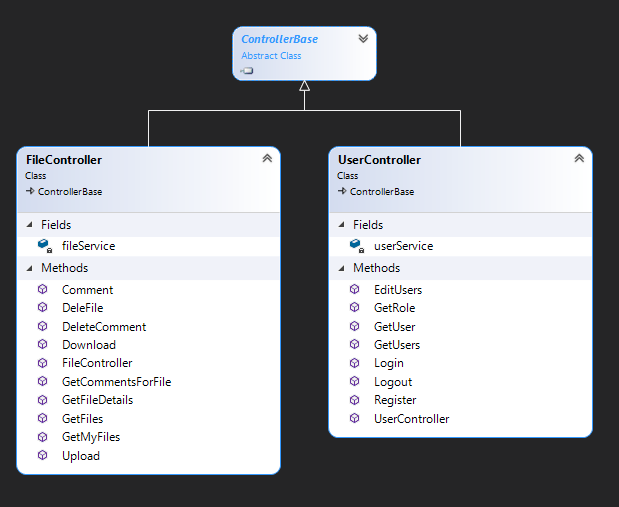 ControllerBase
Abstract Class
FileController
Class
ControllerBase
Fields
fileService
Methods
Comment
DeleFile
DeleteComment
Download
FileController
GetCommentsForFile
GetFileDetails
GetFiles
GetMyFiles
Upload
UserController
Class
ControllerBase
Fields
userService
Methods
EditUsers
GetRole
GetUser
GetUsers
Login
Logout
Register
UserController